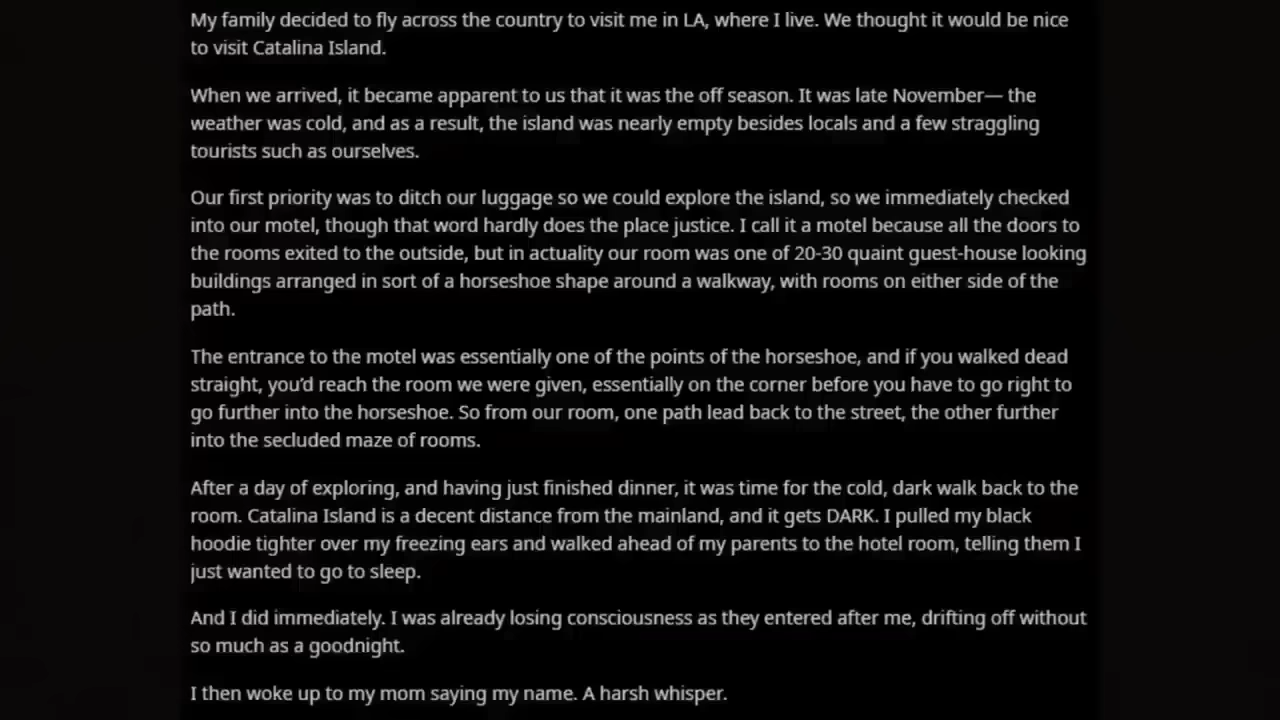 My family decided to fly across the country to visit me in LA, where I live. We thought it would be nice
to visit Catalina Island.
When we arrived, it became apparent to us that it was the off season. It was late November— the
weather was cold, and as a result, the island was nearly empty besides locals and a few straggling
tourists such as ourselves.
Our first priority was to ditch our luggage so we could explore the island, so we immediately checked
into our motel, though that word hardly does the place justice. I call it a motel because all the doors to
the rooms exited to the outside, but in actuality our room was one of 20-30 quaint guest-house looking
buildings arranged in sort of a horseshoe shape around a walkway, with rooms on either side of the
path.
The entrance to the motel was essentially one of the points of the horseshoe, and if you walked dead
straight, you'd reach the room we were given, essentially on the corner before you have to go right to
go further into the horseshoe. So from our room, one path lead back to the street, the other further
into the secluded maze of rooms.
After a day of exploring, and having just finished dinner, it was time for the cold, dark walk back to the
room. Catalina Island is a decent distance from the mainland, and it gets DARK. I pulled my black
hoodie tighter over my freezing ears and walked ahead of my parents to the hotel room, telling them I
just wanted to go to sleep.
And I did immediately. I was already losing consciousness as they entered after me, drifting off without
so much as a goodnight.
I then woke up to my mom saying my name. A harsh whisper.